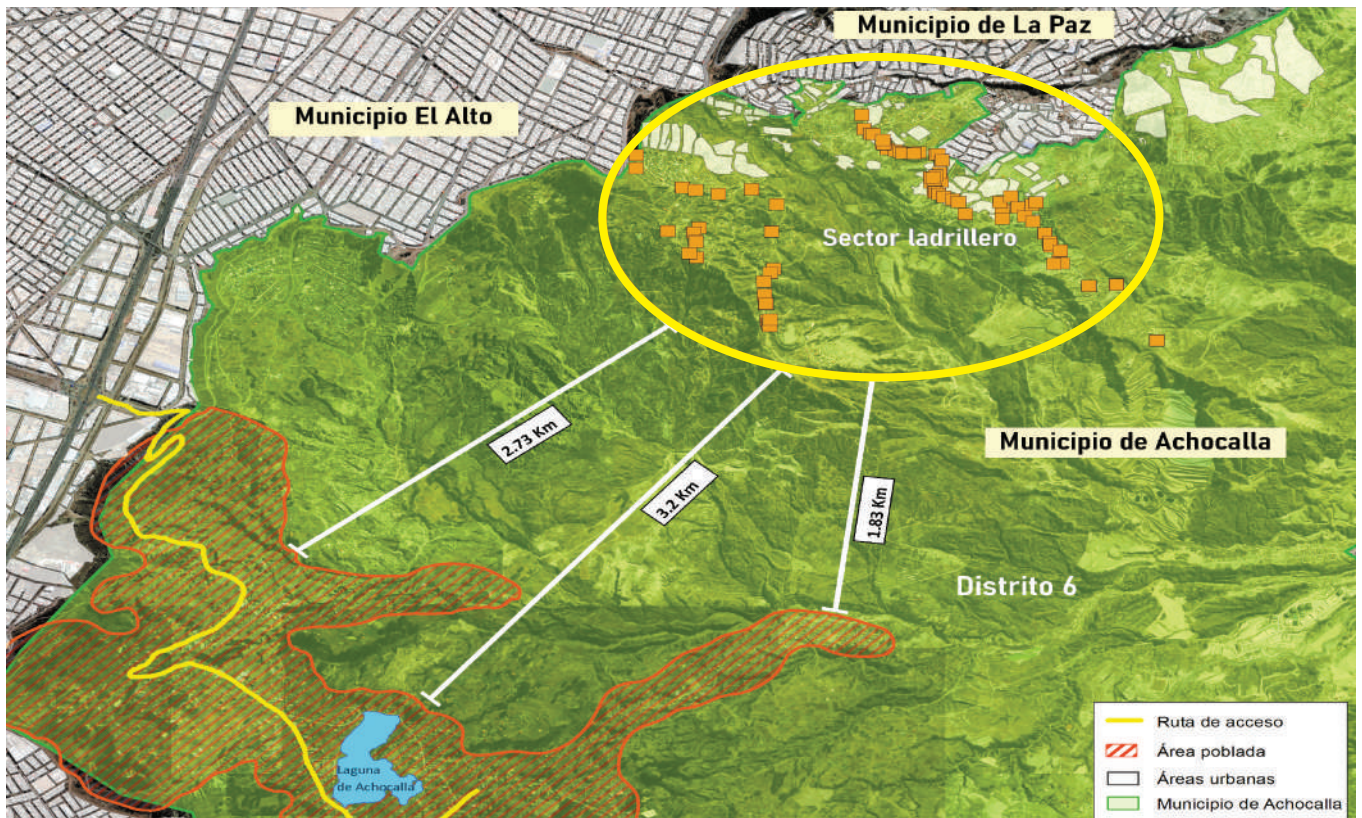 Municipio de La Paz
Municipio El Alto
Sector ladrillero
2.73 Km
3.2 Km
1.83 Km
Municipio de Achocalla
Distrito 6
Laguna
de Achocalla
Ruta de acceso
Área poblada
Áreas urbanas
Municipio de Achocalla